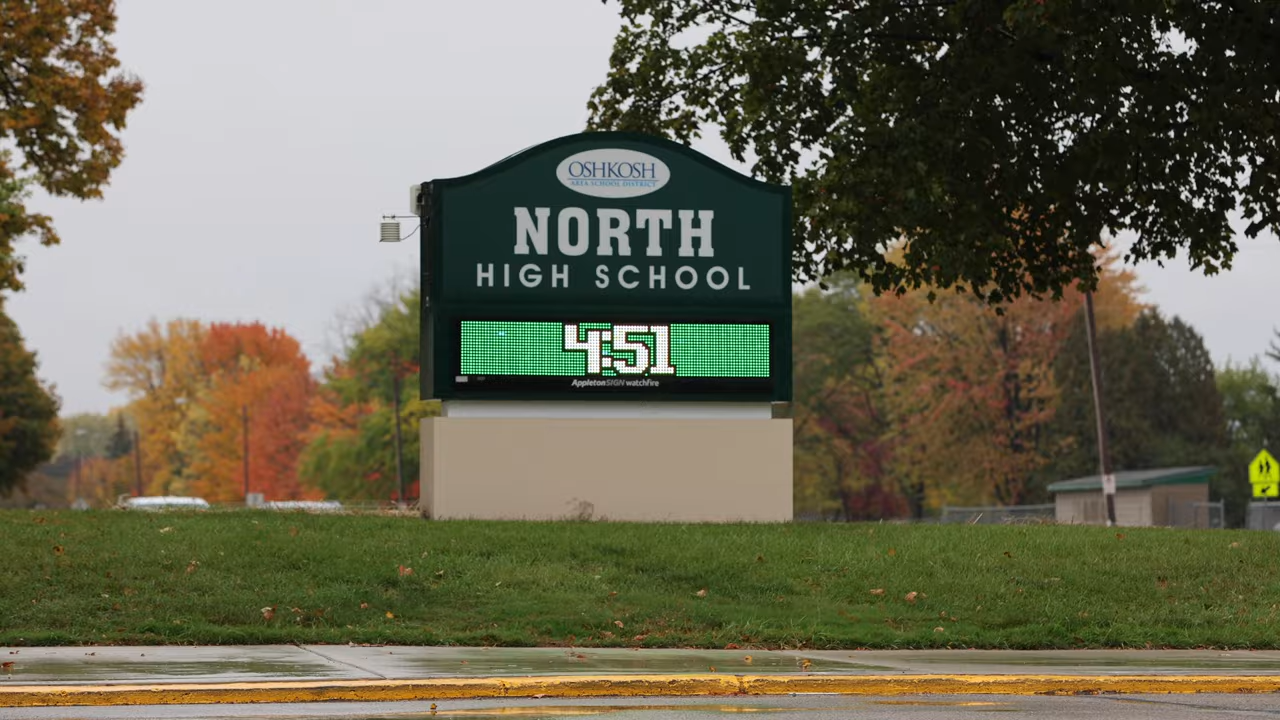 OSHKOSH
AREA SCHOOL DISTRICT
NORTH
HIGH SCHOOL
4:51
AppletonSIGN watchFire